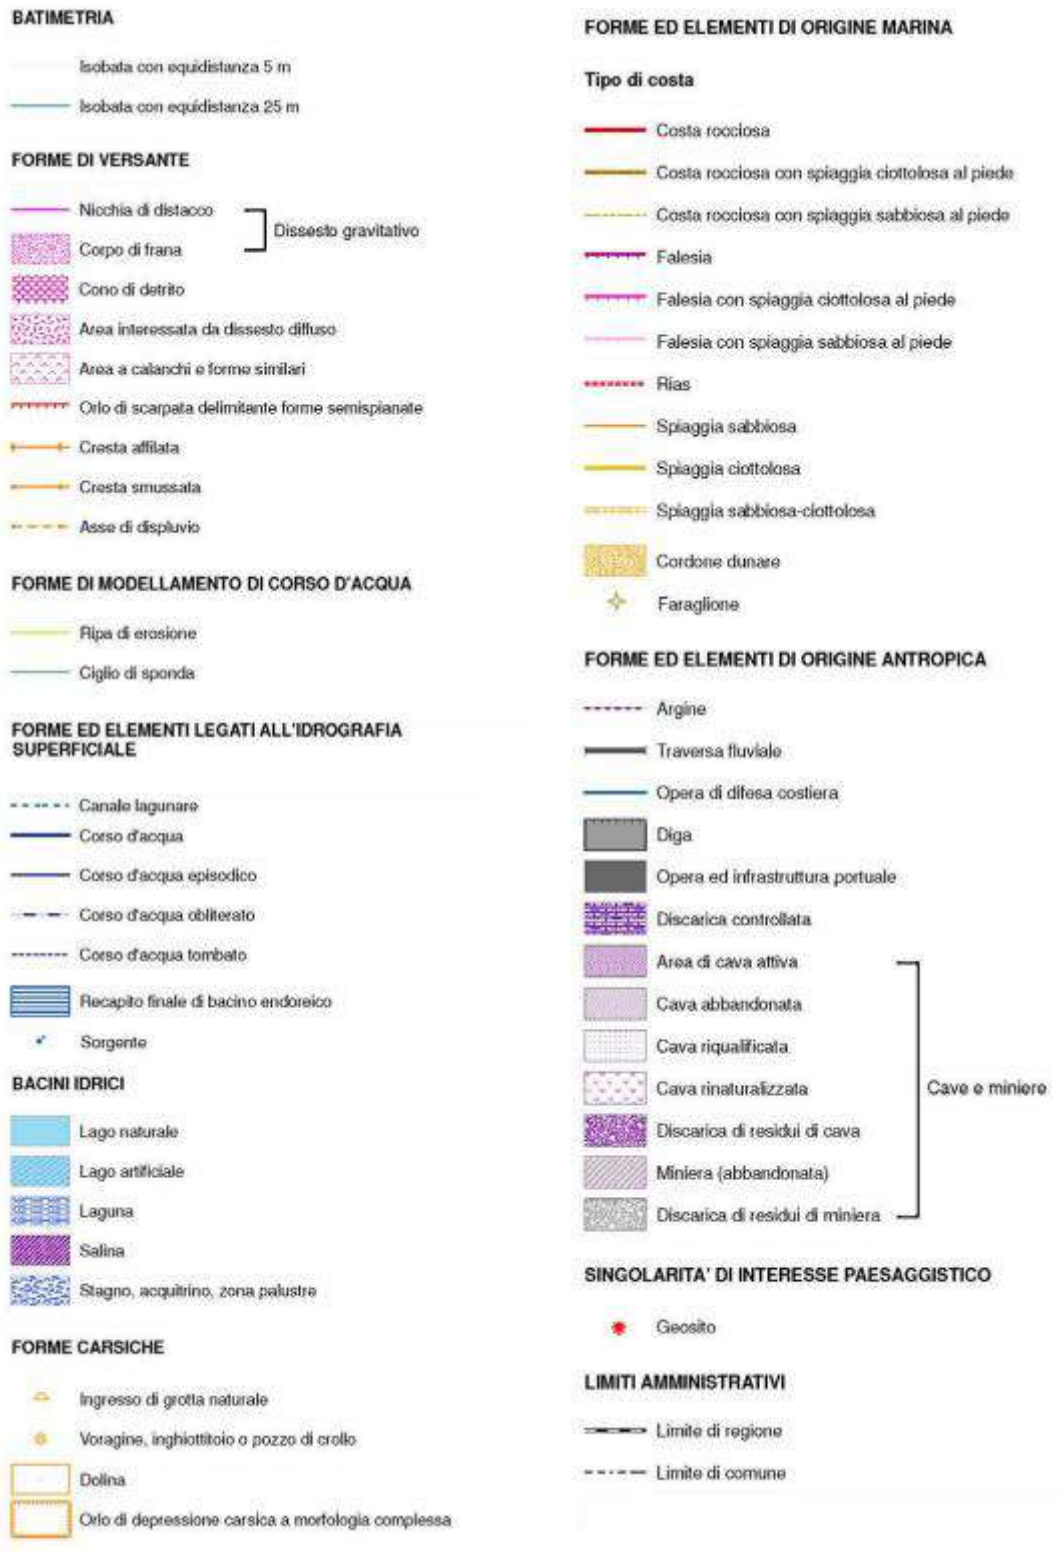 BATIMETRIA
Isobata con equidistanza 5 m
Isobata con equidistanza 25 m
FORME DI VERSANTE
Nicchia di distacco
Corpo di frana
Dissesto gravitativo
Cono di detrito
Area interessata da dissesto diffuso
Area a calanchi e forme similari
Orlo di scarpata delimitante forme semispianate
Cresta affilata
Cresta smussata
Asse di displuvio
FORME DI MODELLAMENTO DI CORSO D'ACQUA
Ripa di erosione
Ciglio di sponda
FORME ED ELEMENTI LEGATI ALL'IDROGRAFIA
SUPERFICIALE
Canale lagunare
Corso d'acqua
Corso d'acqua episodico
Corso d'acqua obliterato
Corso d'acqua tombato
Recapito finale di bacino endoreico
Sorgente
BACINI IDRICI
Lago naturale
Lago artificiale
Laguna
Salina
Stagno, acquitrino, zona palustre
FORME CARSICHE
Ingresso di grotta naturale
Voragine, inghiottitoio o pozzo di crollo
Dolina
Orlo di depressione carsica a morfologia complessa
FORME ED ELEMENTI DI ORIGINE MARINA
Tipo di costa
Costa rocciosa
Costa rocciosa con spiaggia ciottolosa al piede
Costa rocciosa con spiaggia sabbiosa al piede
Falesia
Falesia con spiaggia ciottolosa al piede
Falesia con spiaggia sabbiosa al piede
Rias
Spiaggia sabbiosa
Spiaggia ciottolosa
Spiaggia sabbiosa-ciottolosa
Cordone dunare
Faraglione
FORME ED ELEMENTI DI ORIGINE ANTROPICA
Argine
Traversa fluviale
Opera di difesa costiera
Diga
Opera ed infrastruttura portuale
Discarica controllata
Area di cava attiva
Cava abbandonata
Cava riqualificata
Cava rinaturalizzata
Discarica di residui di cava
Miniera (abbandonata)
Discarica di residui di miniera
Cave e miniere
SINGOLARITA' DI INTERESSE PAESAGGISTICO
Geosito
LIMITI AMMINISTRATIVI
Limite di regione
Limite di comune